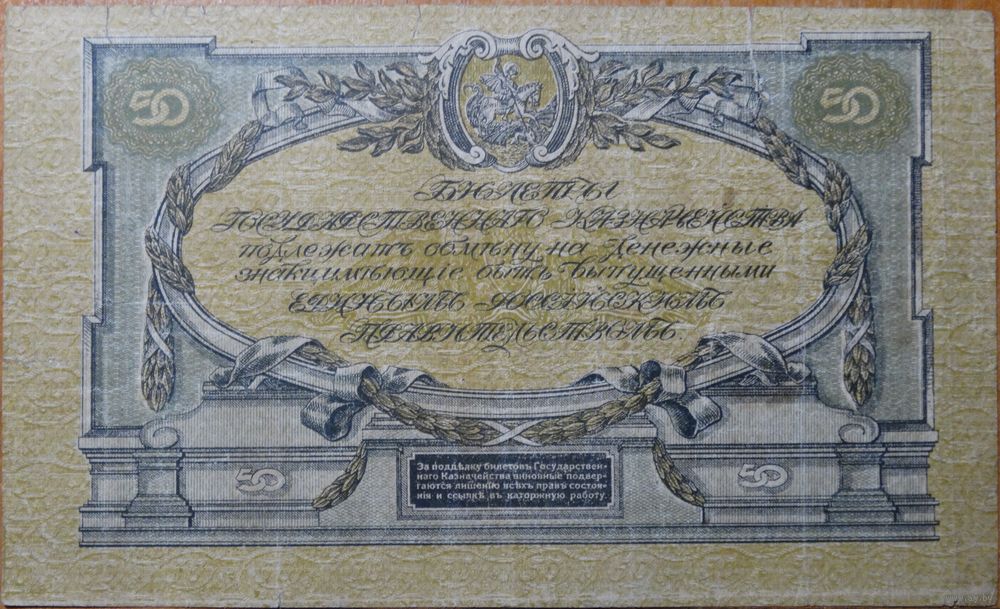 50 50
БИЛЕТЫ
ГОСУДАРСТВЕННАГО КАЗНАЧЕЙСТВА
подлежатъ обмѣну на денежные
знаки имѣющіе быть выпущенными
ЕДИНЫМЪ РОССІЙСКИМЪ
ПРАВИТЕЛЬСТВОМЪ.
50 50
За поддѣлку билетовъ Государствен-
наго Казначейства виновные подвер-
гаются лишенію всѣхъ правъ состоя-
нія и ссылкѣ въ каторжную работу.